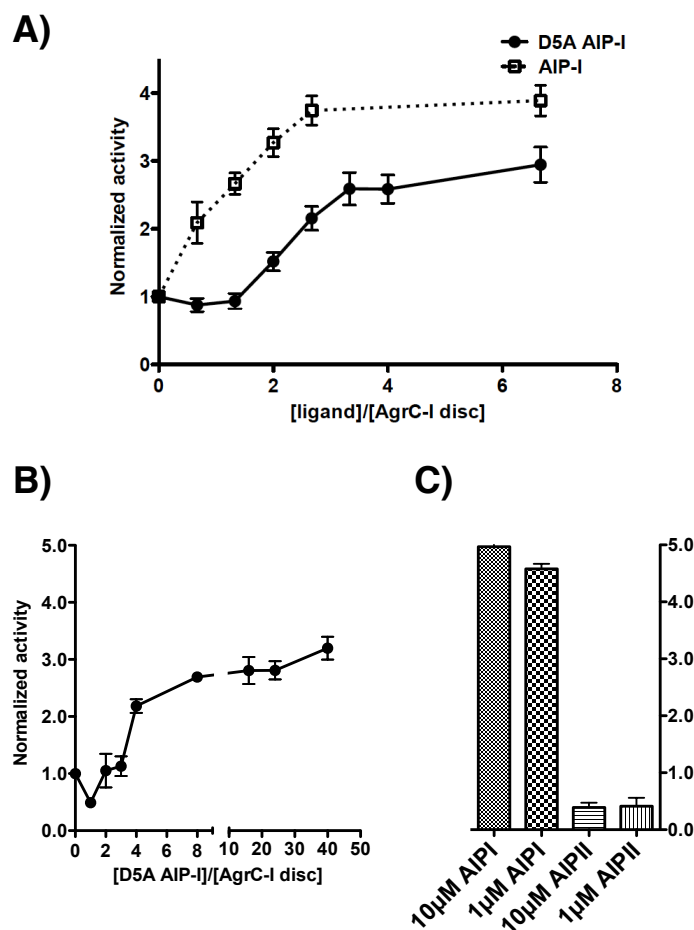 A)
D5A AIP-I
AIP-I
Normalized activity
4
3
2
1
0
0 2 4 6 8
[ligand]/[AgrC-I disc]
B)
Normalized activity
5.0
4.0
3.0
2.0
1.0
0.0
0 2 4 6 8 10 20 30 40 50
[D5A AIP-I]/[AgrC-I disc]
C)
5.0
4.0
3.0
2.0
1.0
0.0
10µM AIPI
1µM AIPI
10µM AIPII
1µM AIPII